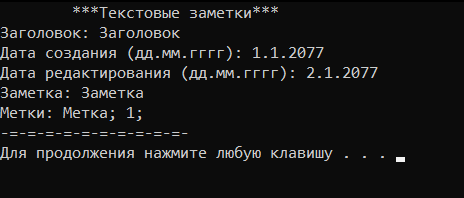 ***Текстовые заметки***
Заголовок: Заголовок
Дата создания (дд.мм.гггг): 1.1.2077
Дата редактирования (дд.мм.гггг): 2.1.2077
Заметка: Заметка
Метки: Метка; 1;
-=-=-=-=-=-=-=-=-=-=-
Для продолжения нажмите любую клавишу . . .